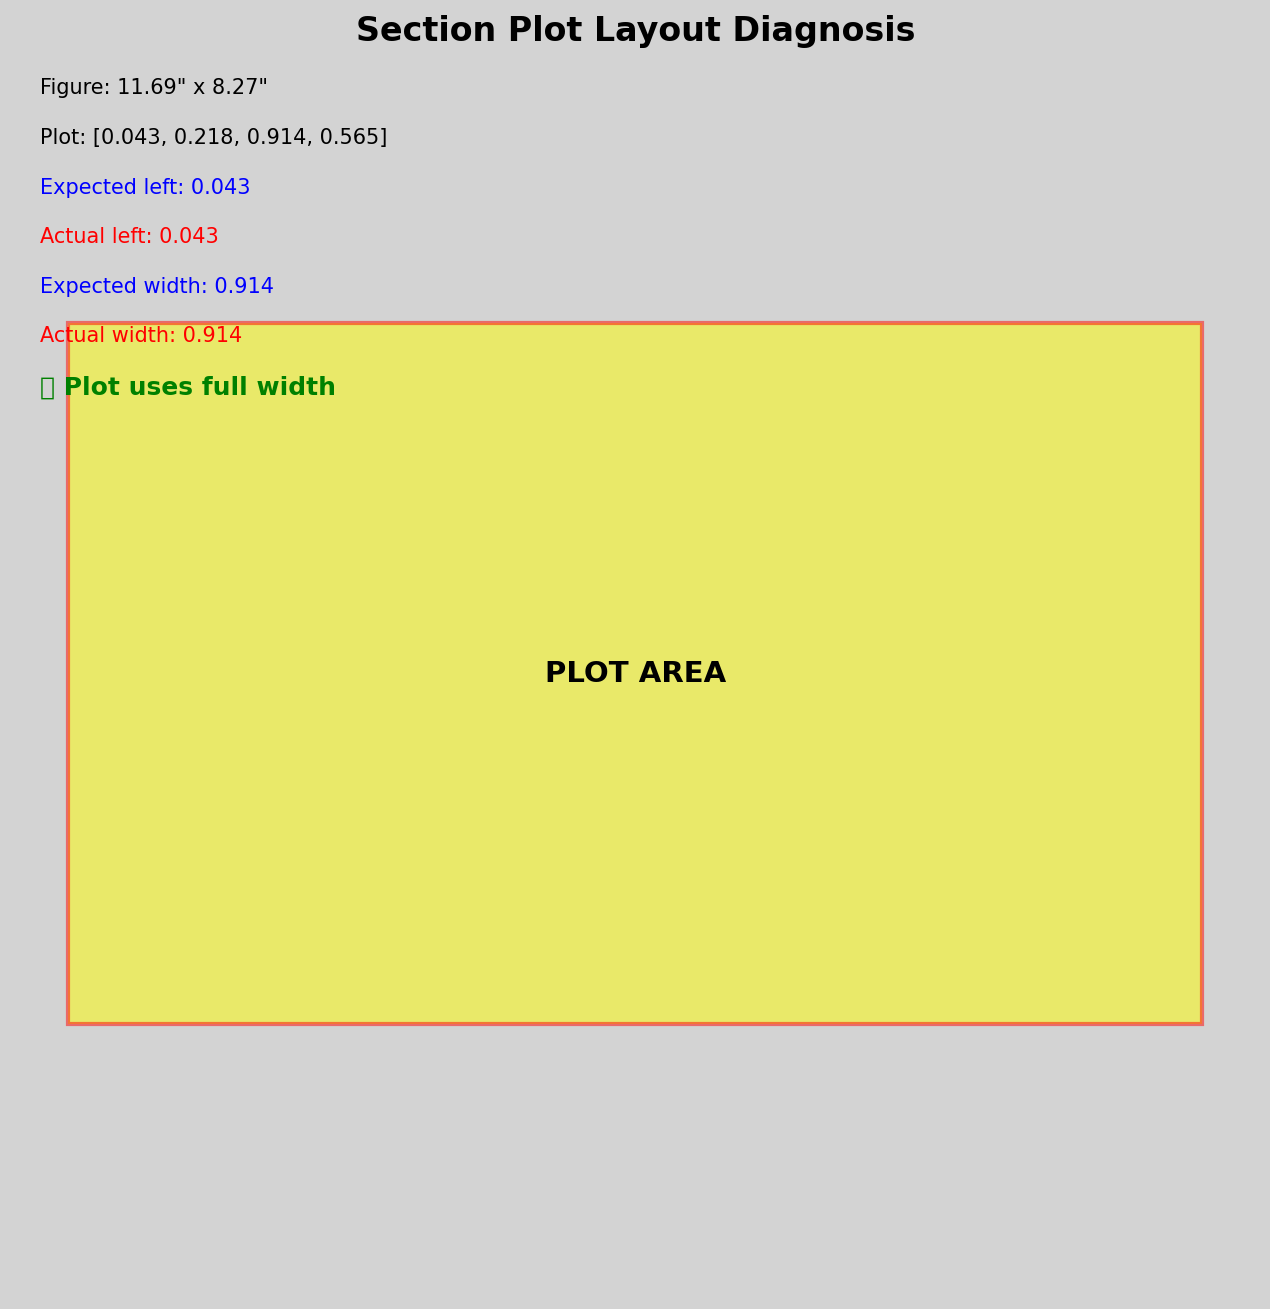 Section Plot Layout Diagnosis
Figure: 11.69" x 8.27"
Plot: [0.043, 0.218, 0.914, 0.565]
Expected left: 0.043
Actual left: 0.043
Expected width: 0.914
Actual width: 0.914
Plot uses full width
PLOT AREA